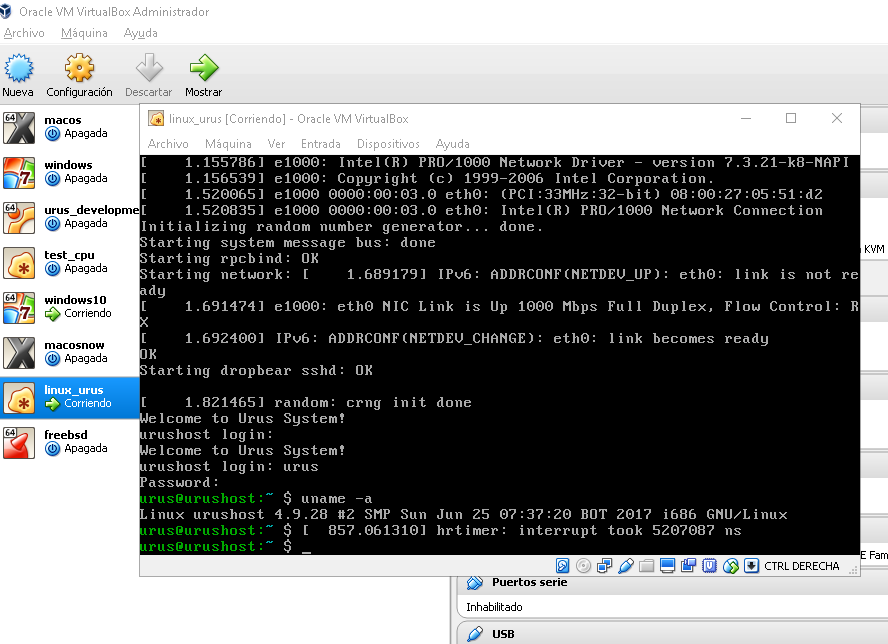 Oracle VM VirtualBox Administrador
Archivo Máquina Ayuda
Nueva Configuración Descartar Mostrar
64 macos
Apagada
64 windows
Apagada
64 urus_developme
Apagada
test_cpu
Apagada
64 windows10
Corriendo
macosnow
Apagada
linux_urus
Corriendo
64 freebsd
Apagada
linux_urus [Corriendo] - Oracle VM VirtualBox
Archivo Máquina Ver Entrada Dispositivos Ayuda
[    1.155786] e1000: Intel(R) PRO/1000 Network Driver - version 7.3.21-k8-NAPI
[    1.156539] e1000: Copyright (c) 1999-2006 Intel Corporation.
[    1.520065] e1000 0000:00:03.0 eth0: (PCI:33MHz:32-bit) 08:00:27:05:51:d2
[    1.520835] e1000 0000:00:03.0 eth0: Intel(R) PRO/1000 Network Connection
Initializing random number generator... done.
Starting system message bus: done
Starting rpcbind: OK
Starting network: [    1.689179] IPv6: ADDRCONF(NETDEV_UP): eth0: link is not re
ady
[    1.691474] e1000: eth0 NIC Link is Up 1000 Mbps Full Duplex, Flow Control: R
X
[    1.692400] IPv6: ADDRCONF(NETDEV_CHANGE): eth0: link becomes ready
OK
Starting dropbear sshd: OK
[    1.821465] random: crng init done
Welcome to Urus System!
urushost login:
Welcome to Urus System!
urushost login: urus
Password:
urus@urushost:~ $ uname -a
Linux urushost 4.9.28 #2 SMP Sun Jun 25 07:37:20 BOT 2017 i686 GNU/Linux
urus@urushost:~ $ [  857.061310] hrtimer: interrupt took 5207087 ns
urus@urushost:~ $ _
CTRL DERECHA
KVM
E Fam
Puertos serie
Inhabilitado
USB